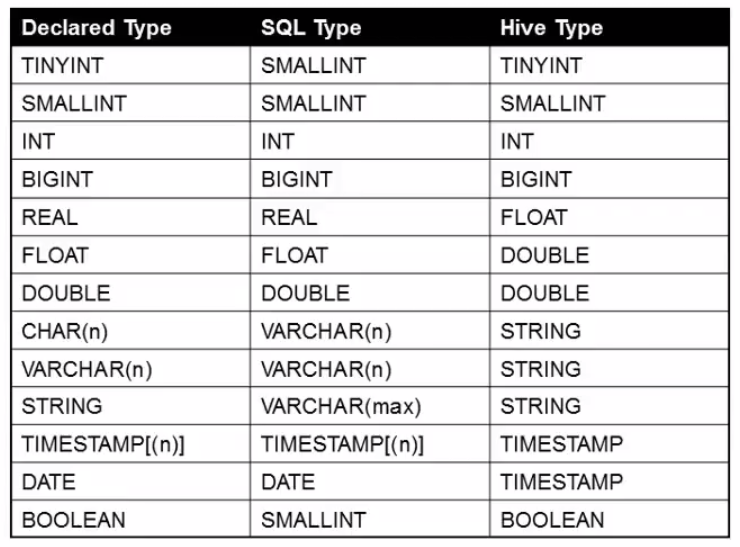 Declared Type SQL Type Hive Type
TINYINT SMALLINT TINYINT
SMALLINT SMALLINT SMALLINT
INT INT INT
BIGINT BIGINT BIGINT
REAL REAL FLOAT
FLOAT FLOAT DOUBLE
DOUBLE DOUBLE DOUBLE
CHAR(n) VARCHAR(n) STRING
VARCHAR(n) VARCHAR(n) STRING
STRING VARCHAR(max) STRING
TIMESTAMP[(n)] TIMESTAMP[(n)] TIMESTAMP
DATE DATE TIMESTAMP
BOOLEAN SMALLINT BOOLEAN